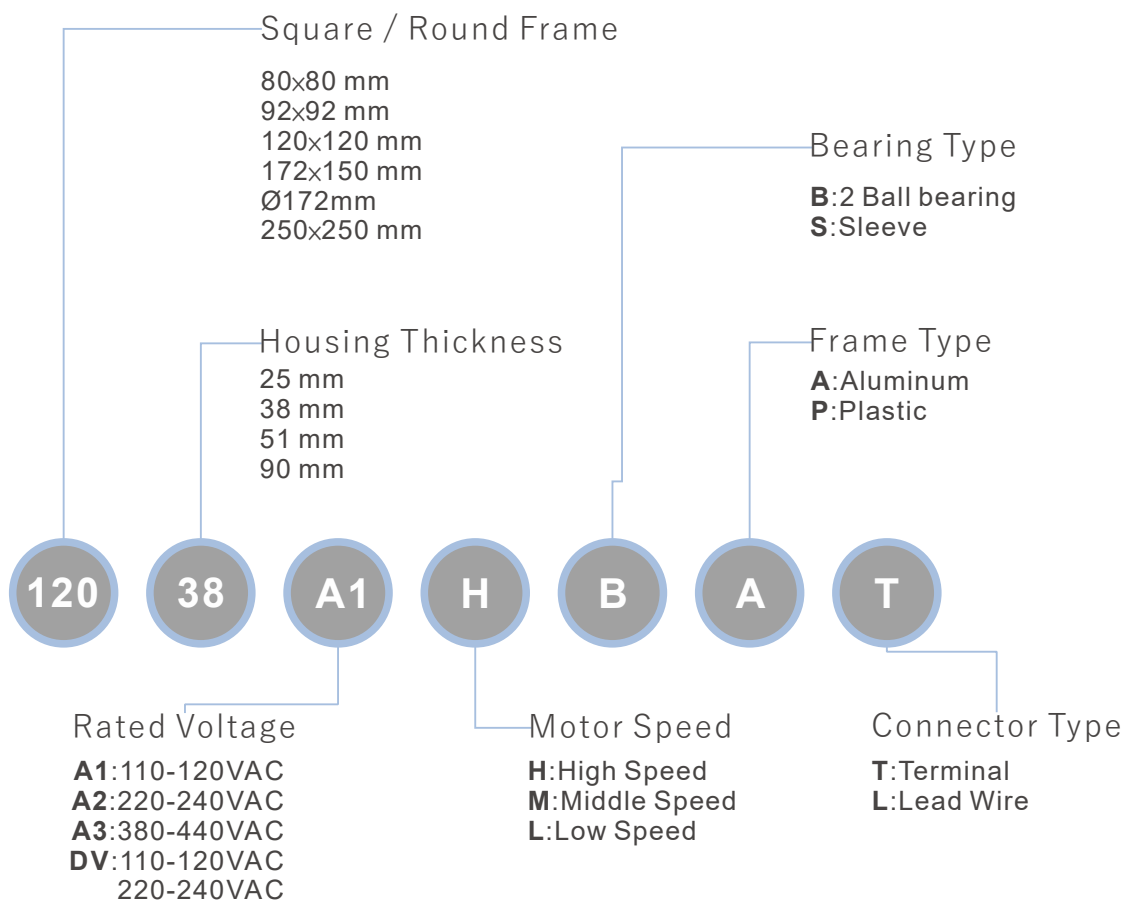 Square / Round Frame
80x80 mm
92x92 mm
120x120 mm
172x150 mm
Ø172mm
250x250 mm
Bearing Type
B:2 Ball bearing
S:Sleeve
Housing Thickness
25 mm
38 mm
51 mm
90 mm
Frame Type
A:Aluminum
P:Plastic
120 38 A1 H B A T
Rated Voltage
A1:110-120VAC
A2:220-240VAC
A3:380-440VAC
DV:110-120VAC
220-240VAC
Motor Speed
H:High Speed
M:Middle Speed
L:Low Speed
Connector Type
T:Terminal
L:Lead Wire